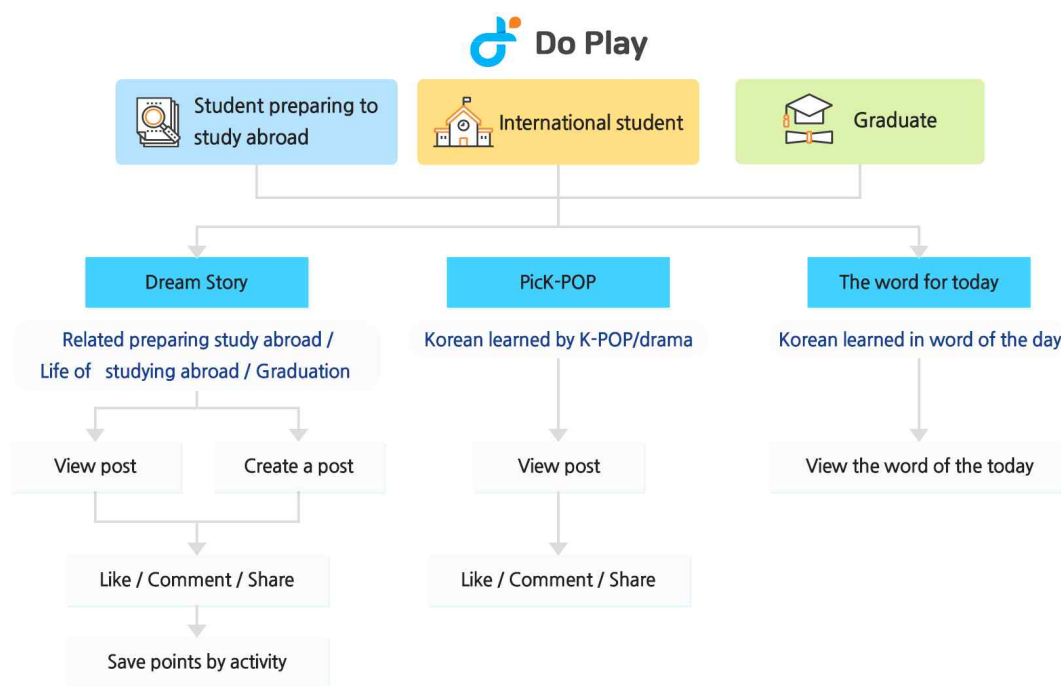 Do Play
Student preparing to
study abroad
International student
Graduate
Dream Story
PicK-POP
The word for today
Related preparing study abroad /
Life of studying abroad / Graduation
Korean learned by K-POP/drama
Korean learned in word of the day
View post
Create a post
View post
View the word of the today
Like / Comment / Share
Like / Comment / Share
Save points by activity